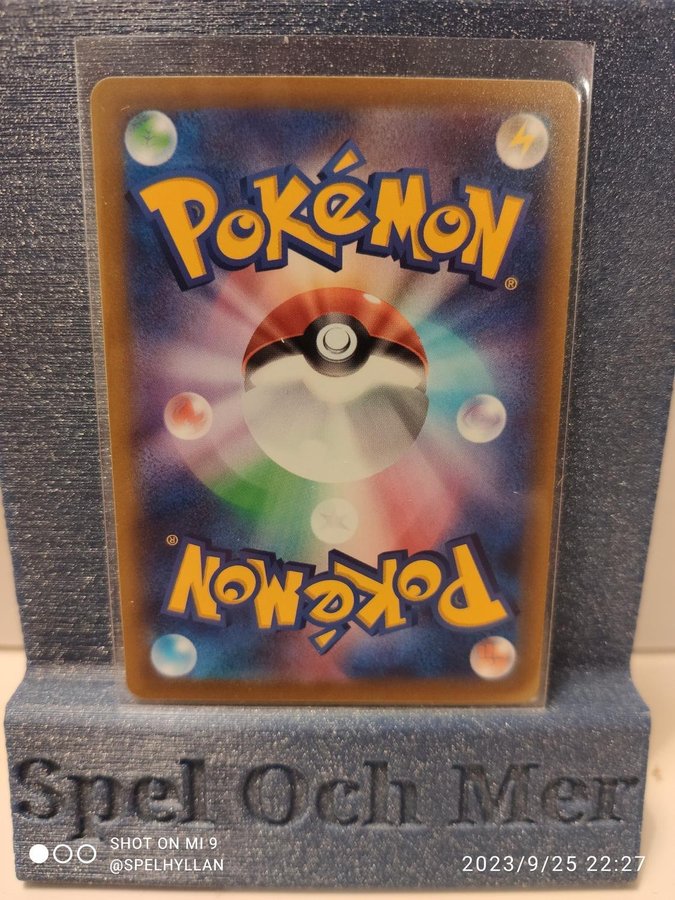 POKéMON
®
®
POKéMON
Spel Och Mer
SHOT ON MI 9
@SPELHYLLAN
2023/9/25 22:27